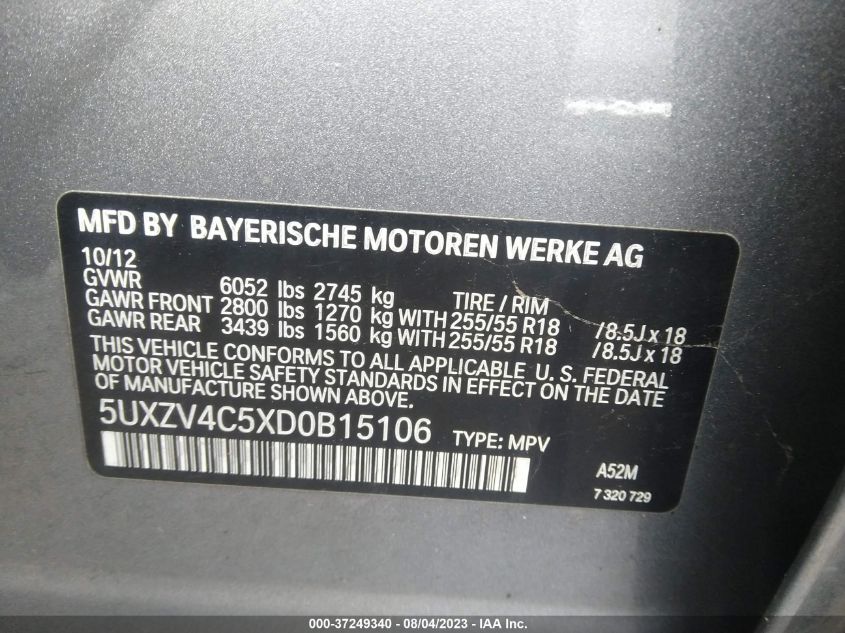 MFD BY BAYERISCHE MOTOREN WERKE AG
10/12
GVWR 6052 lbs 2745 kg TIRE / RIM
GAWR FRONT 2800 lbs 1270 kg WITH 255/55 R18 /8.5J x 18
GAWR REAR 3439 lbs 1560 kg WITH 255/55 R18 /8.5J x 18
THIS VEHICLE CONFORMS TO ALL APPLICABLE U. S. FEDERAL
MOTOR VEHICLE SAFETY STANDARDS IN EFFECT ON THE DATE
OF MANUFACTURE SHOWN ABOVE.
5UXZV4C5XD0B15106 TYPE: MPV
A52M
7 320 729
000-37249340 - 08/04/2023 - IAA Inc.